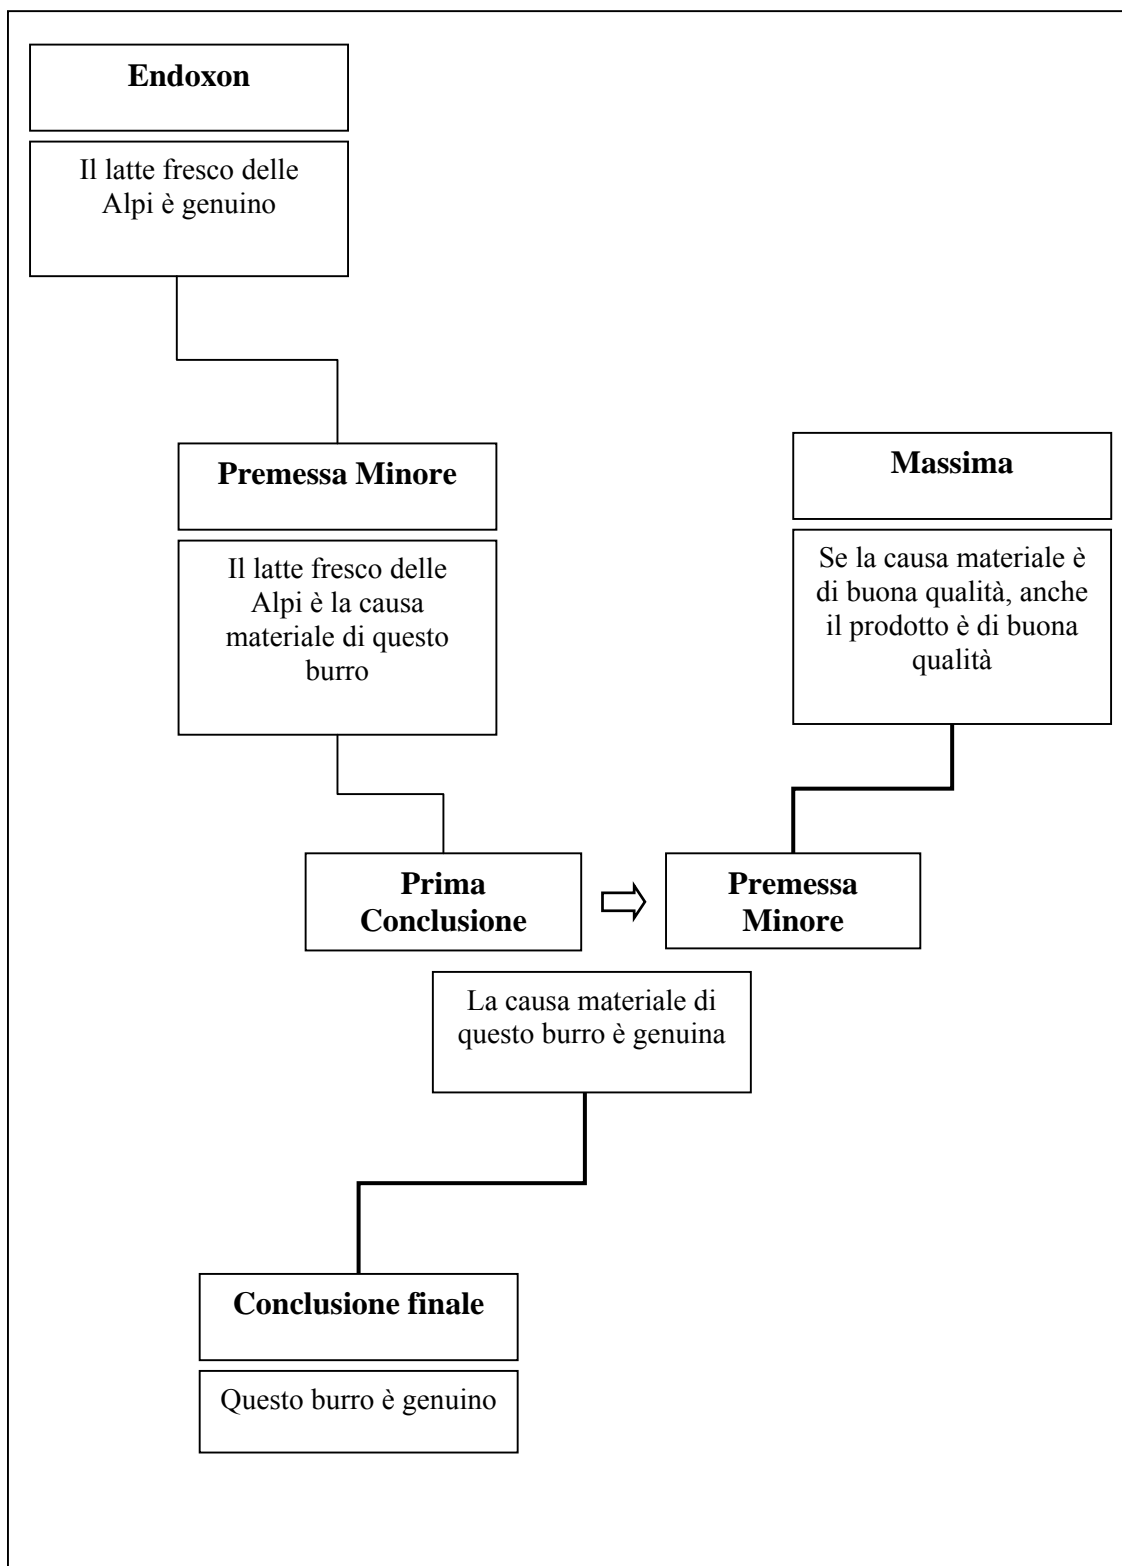 Endoxon
Il latte fresco delle
Alpi è genuino
Premessa Minore
Il latte fresco delle
Alpi è la causa
materiale di questo
burro
Massima
Se la causa materiale è
di buona qualità, anche
il prodotto è di buona
qualità
Prima
Conclusione
Premessa
Minore
La causa materiale di
questo burro è genuina
Conclusione finale
Questo burro è genuino